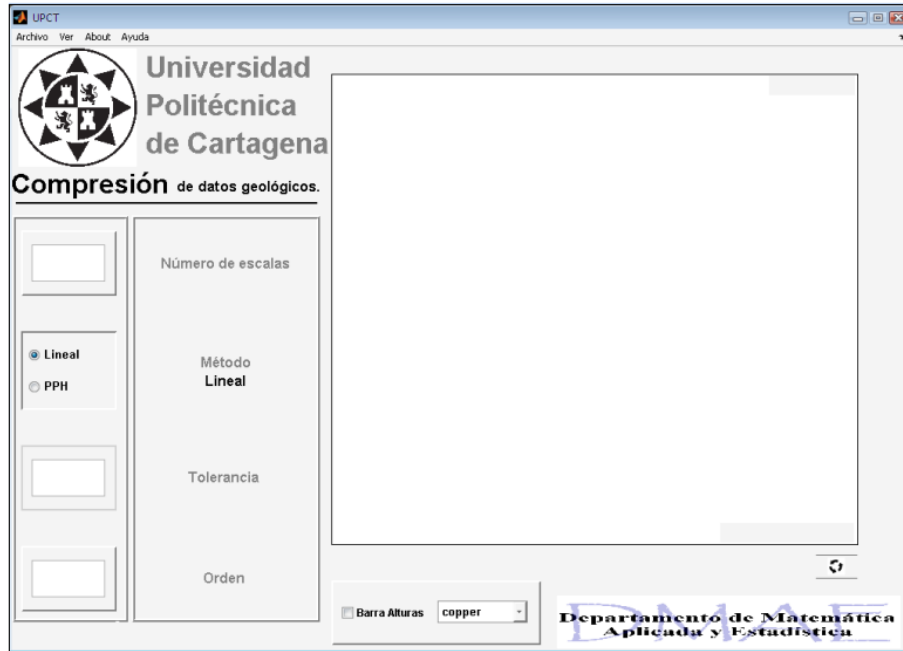 UPCT
Archivo Ver About Ayuda
Universidad
Politécnica
de Cartagena
Compresión de datos geológicos.
Número de escalas
Lineal
PPH
Método
Lineal
Tolerancia
Orden
Barra Alturas copper
DMAE
Departamento de Matemática
Aplicada y Estadística